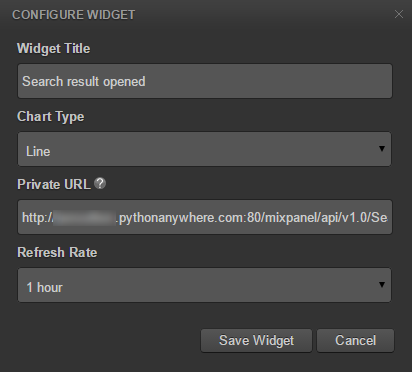 CONFIGURE WIDGET
Widget Title
Search result opened
Chart Type
Line
Private URL ?
http://.pythonanywhere.com:80/mixpanel/api/v1.0/Se
Refresh Rate
1 hour
Save Widget Cancel